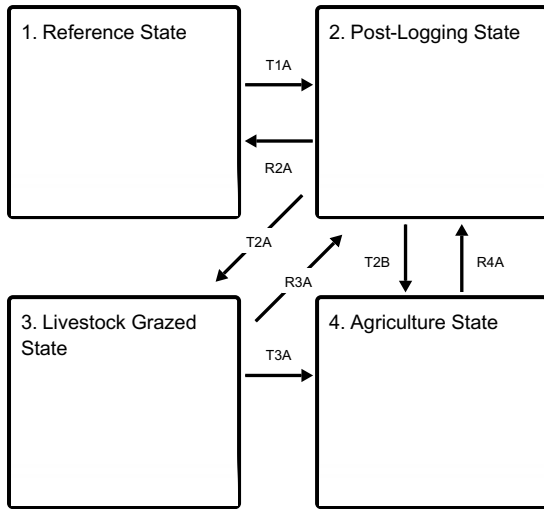 1. Reference State
2. Post-Logging State
T1A
R2A
T2A
R3A
T2B
R4A
3. Livestock Grazed
State
4. Agriculture State
T3A